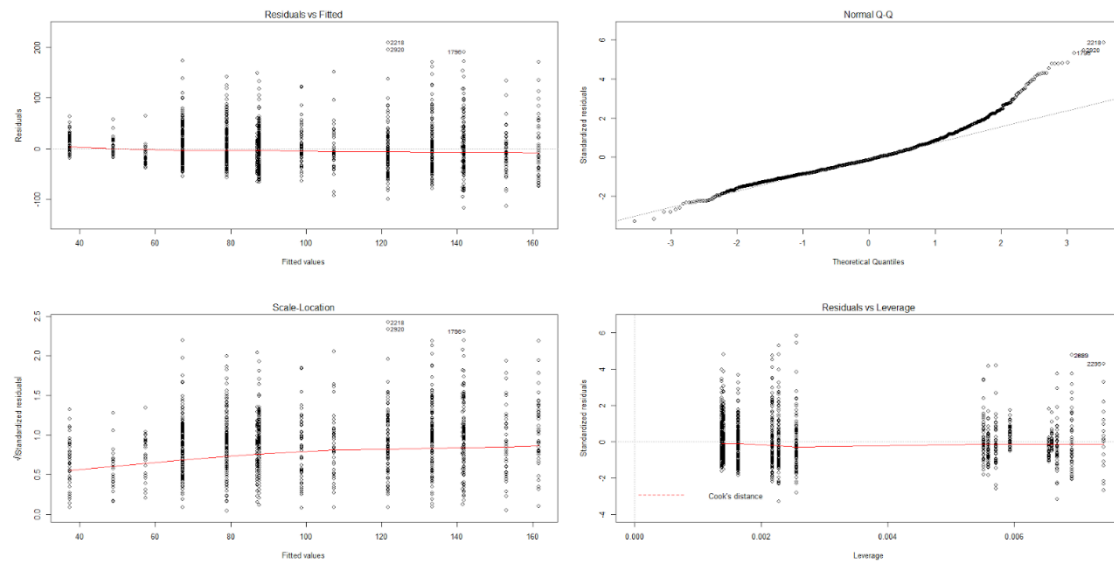 Residuals vs Fitted
200
100
0
-100
Residuals
2218
2920
1796
40 60 80 100 120 140 160
Fitted values
Normal Q-Q
6
4
2
0
-2
Standardized residuals
2218
2920
1796
-3 -2 -1 0 1 2 3
Theoretical Quantiles
Scale-Location
2.5
2.0
1.5
1.0
0.5
0.0
√|Standardized residuals|
2218
2920
1796
40 60 80 100 120 140 160
Fitted values
Residuals vs Leverage
6
4
2
0
-2
-4
Standardized residuals
2235
Cook's distance
0.000 0.002 0.004 0.006
Leverage